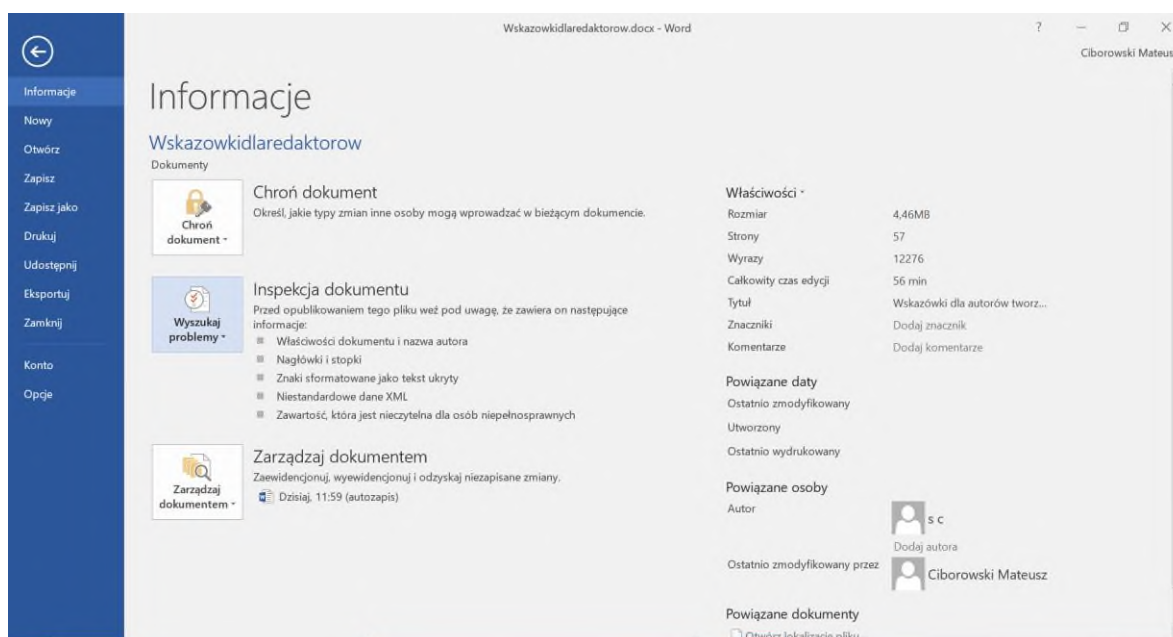 Wskazowkidlaredaktorow.docx - Word
?
Ciborowski Mateus
Informacje
Nowy
Otwórz
Zapisz
Zapisz jako
Drukuj
Udostępnij
Eksportuj
Zamknij
Konto
Opcje
Informacje
Wskazowkidlaredaktorow
Dokumenty
Chroń dokument
Chroń dokument
Określ, jakie typy zmian inne osoby mogą wprowadzać w bieżącym dokumencie.
Wyszukaj problemy
Inspekcja dokumentu
Przed opublikowaniem tego pliku weź pod uwagę, że zawiera on następujące
informacje:
Właściwości dokumentu i nazwa autora
Nagłówki i stopki
Znaki sformatowane jako tekst ukryty
Niestandardowe dane XML
Zawartość, która jest nieczytelna dla osób niepełnosprawnych
Zarządzaj dokumentem
Zarządzaj dokumentem
Zaewidencjonuj, wyewidencjonuj i odzyskaj niezapisane zmiany.
Dzisiaj, 11:59 (autozapis)
Właściwości
Rozmiar 4,46MB
Strony 57
Wyrazy 12276
Całkowity czas edycji 56 min
Tytuł Wskazówki dla autorów tworz...
Znaczniki Dodaj znacznik
Komentarze Dodaj komentarze
Powiązane daty
Ostatnio zmodyfikowany
Utworzony
Ostatnio wydrukowany
Powiązane osoby
Autor s c
Dodaj autora
Ostatnio zmodyfikowany przez Ciborowski Mateusz
Powiązane dokumenty
Otwórz lokalizację pliku